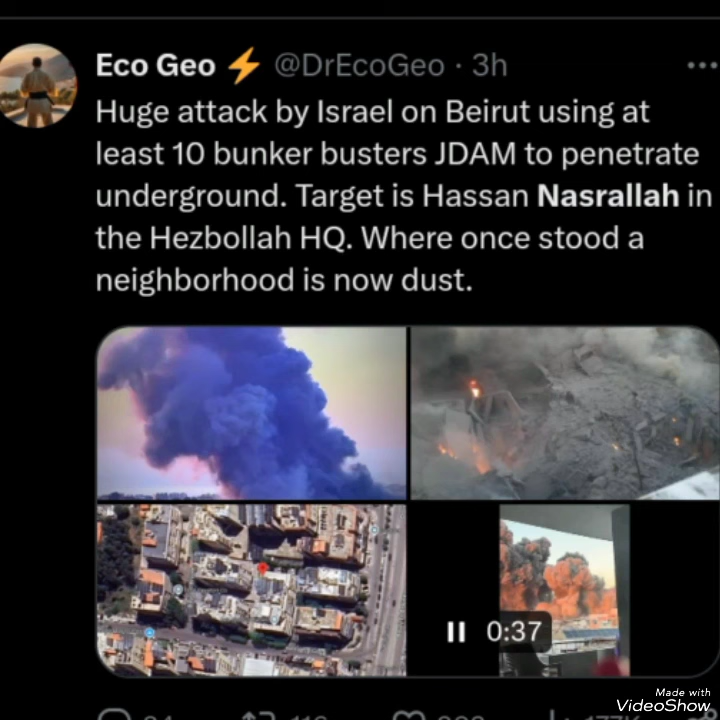 Eco Geo ⚡ @DrEcoGeo · 3h
Huge attack by Israel on Beirut using at
least 10 bunker busters JDAM to penetrate
underground. Target is Hassan Nasrallah in
the Hezbollah HQ. Where once stood a
neighborhood is now dust.
0:37
Made with
VideoShow